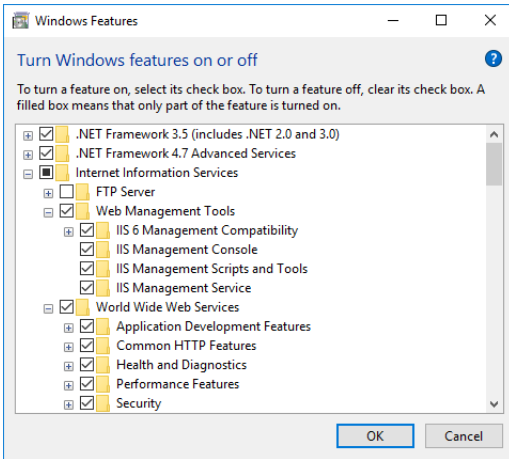 Windows Features
Turn Windows features on or off
To turn a feature on, select its check box. To turn a feature off, clear its check box. A
filled box means that only part of the feature is turned on.
.NET Framework 3.5 (includes .NET 2.0 and 3.0)
.NET Framework 4.7 Advanced Services
Internet Information Services
FTP Server
Web Management Tools
IIS 6 Management Compatibility
IIS Management Console
IIS Management Scripts and Tools
IIS Management Service
World Wide Web Services
Application Development Features
Common HTTP Features
Health and Diagnostics
Performance Features
Security
OK Cancel